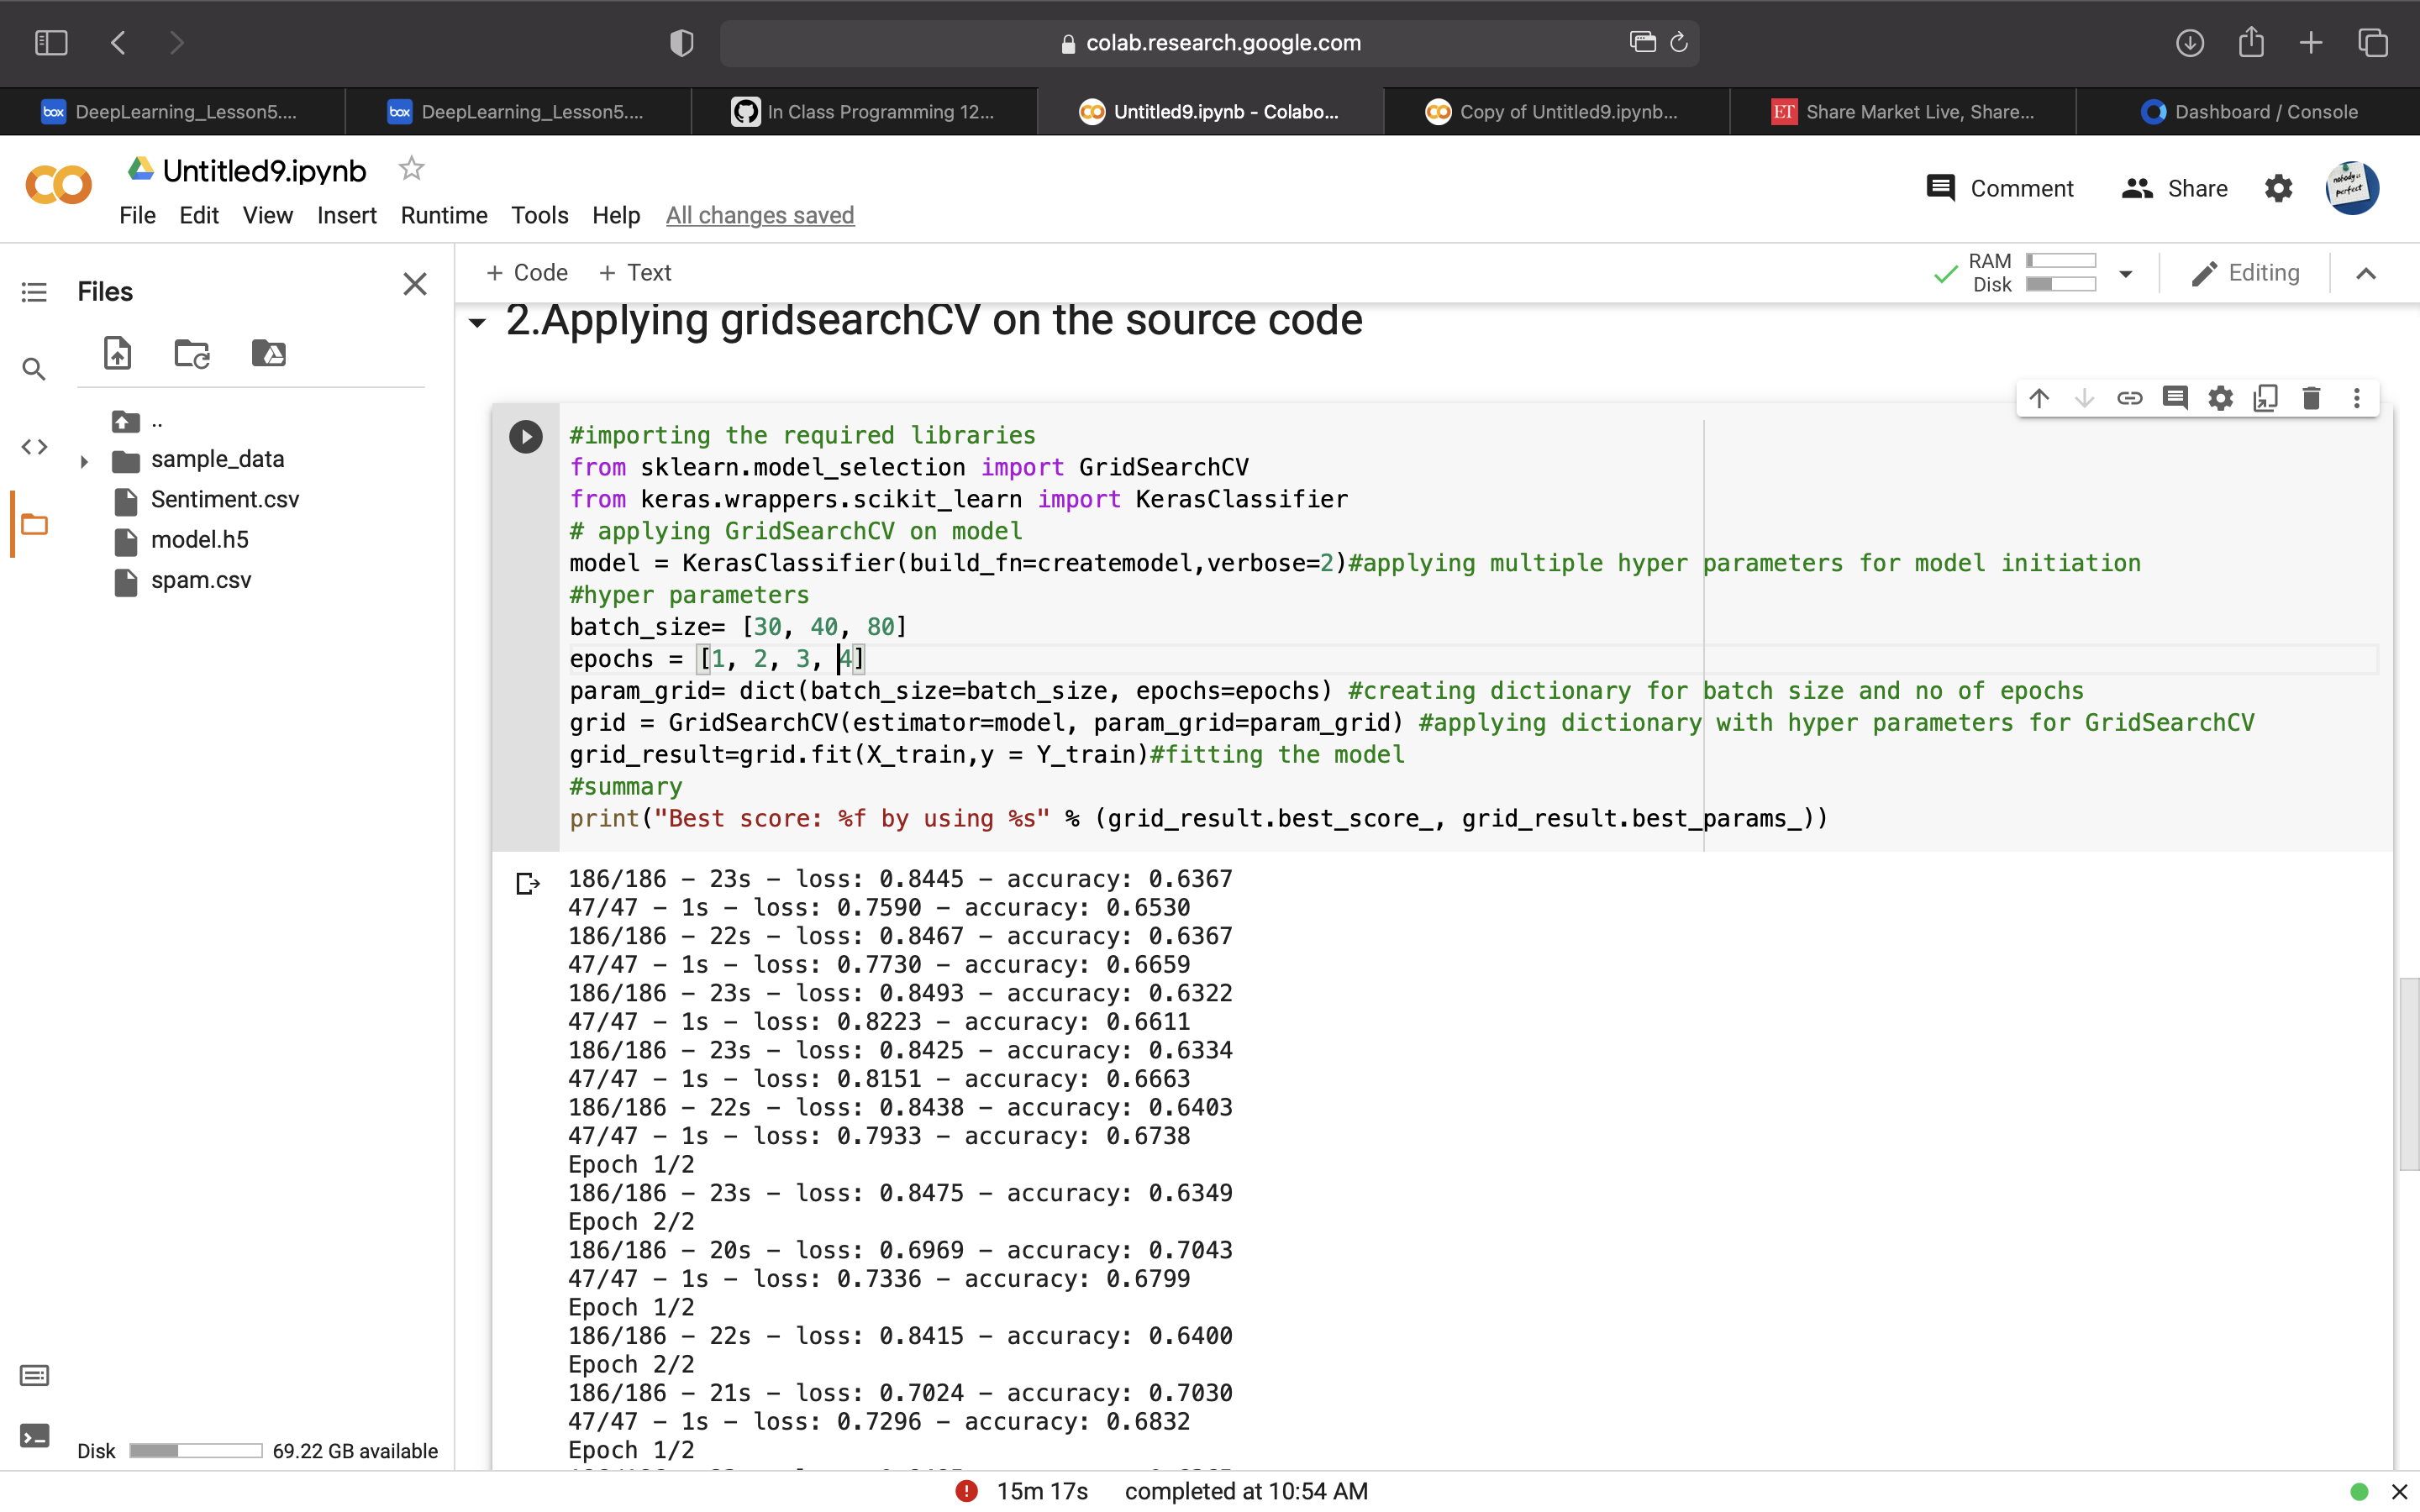 colab.research.google.com
box DeepLearning_Lesson5....
box DeepLearning_Lesson5....
In Class Programming 12...
Untitled9.ipynb - Colabo...
Copy of Untitled9.ipynb...
ET Share Market Live, Share...
Dashboard / Console
Untitled9.ipynb
File Edit View Insert Runtime Tools Help All changes saved
Comment Share
nobody is
perfect
Files
+ Code + Text
RAM
Disk
Editing
..
sample_data
Sentiment.csv
model.h5
spam.csv
Disk 69.22 GB available
2.Applying gridsearchCV on the source code
#importing the required libraries
from sklearn.model_selection import GridSearchCV
from keras.wrappers.scikit_learn import KerasClassifier
# applying GridSearchCV on model
model = KerasClassifier(build_fn=createmodel,verbose=2)#applying multiple hyper parameters for model initiation
#hyper parameters
batch_size= [30, 40, 80]
epochs = [1, 2, 3, 4]
param_grid= dict(batch_size=batch_size, epochs=epochs) #creating dictionary for batch size and no of epochs
grid = GridSearchCV(estimator=model, param_grid=param_grid) #applying dictionary with hyper parameters for GridSearchCV
grid_result=grid.fit(X_train,y = Y_train)#fitting the model
#summary
print("Best score: %f by using %s" % (grid_result.best_score_, grid_result.best_params_))
186/186 - 23s - loss: 0.8445 - accuracy: 0.6367
47/47 - 1s - loss: 0.7590 - accuracy: 0.6530
186/186 - 22s - loss: 0.8467 - accuracy: 0.6367
47/47 - 1s - loss: 0.7730 - accuracy: 0.6659
186/186 - 23s - loss: 0.8493 - accuracy: 0.6322
47/47 - 1s - loss: 0.8223 - accuracy: 0.6611
186/186 - 23s - loss: 0.8425 - accuracy: 0.6334
47/47 - 1s - loss: 0.8151 - accuracy: 0.6663
186/186 - 22s - loss: 0.8438 - accuracy: 0.6403
47/47 - 1s - loss: 0.7933 - accuracy: 0.6738
Epoch 1/2
186/186 - 23s - loss: 0.8475 - accuracy: 0.6349
Epoch 2/2
186/186 - 20s - loss: 0.6969 - accuracy: 0.7043
47/47 - 1s - loss: 0.7336 - accuracy: 0.6799
Epoch 1/2
186/186 - 22s - loss: 0.8415 - accuracy: 0.6400
Epoch 2/2
186/186 - 21s - loss: 0.7024 - accuracy: 0.7030
47/47 - 1s - loss: 0.7296 - accuracy: 0.6832
Epoch 1/2
15m 17s completed at 10:54 AM